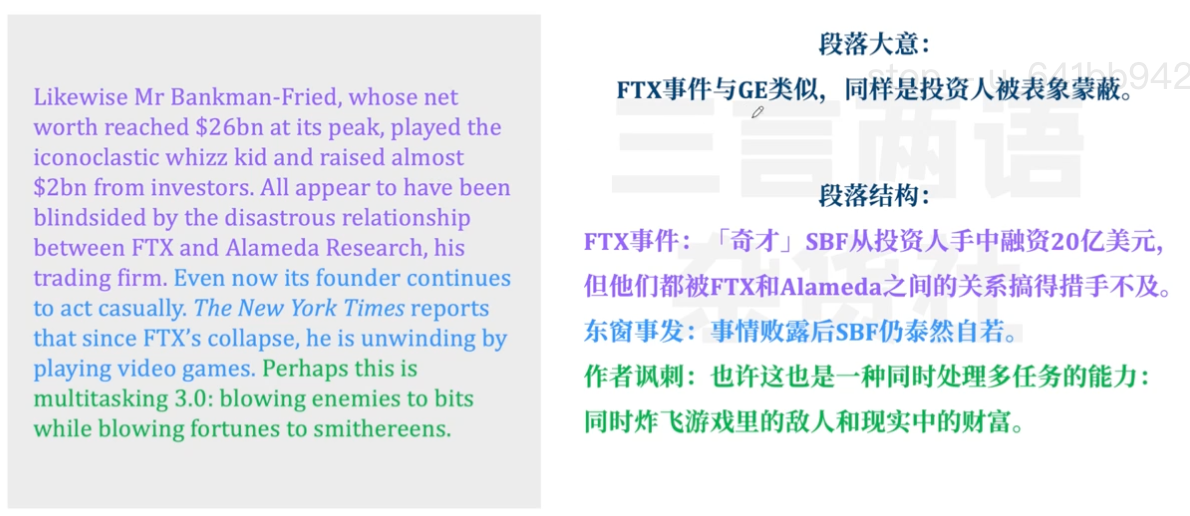 Likewise Mr Bankman-Fried, whose net
worth reached $26bn at its peak, played the
iconoclastic whizz kid and raised almost
$2bn from investors. All appear to have been
blindsided by the disastrous relationship
between FTX and Alameda Research, his
trading firm. Even now its founder continues
to act casually. The New York Times reports
that since FTX’s collapse, he is unwinding by
playing video games. Perhaps this is
multitasking 3.0: blowing enemies to bits
while blowing fortunes to smithereens.
段落大意：
FTX事件与GE类似，同样是投资人被表象蒙蔽。
段落结构：
FTX事件：「奇才」SBF从投资人手中融资20亿美元，
但他们都被FTX和Alameda之间的关系搞得措手不及。
东窗事发：事情败露后SBF仍泰然自若。
作者讽刺：也许这也是一种同时处理多任务的能力：
同时炸飞游戏里的敌人和现实中的财富。
三言两语
杂货社